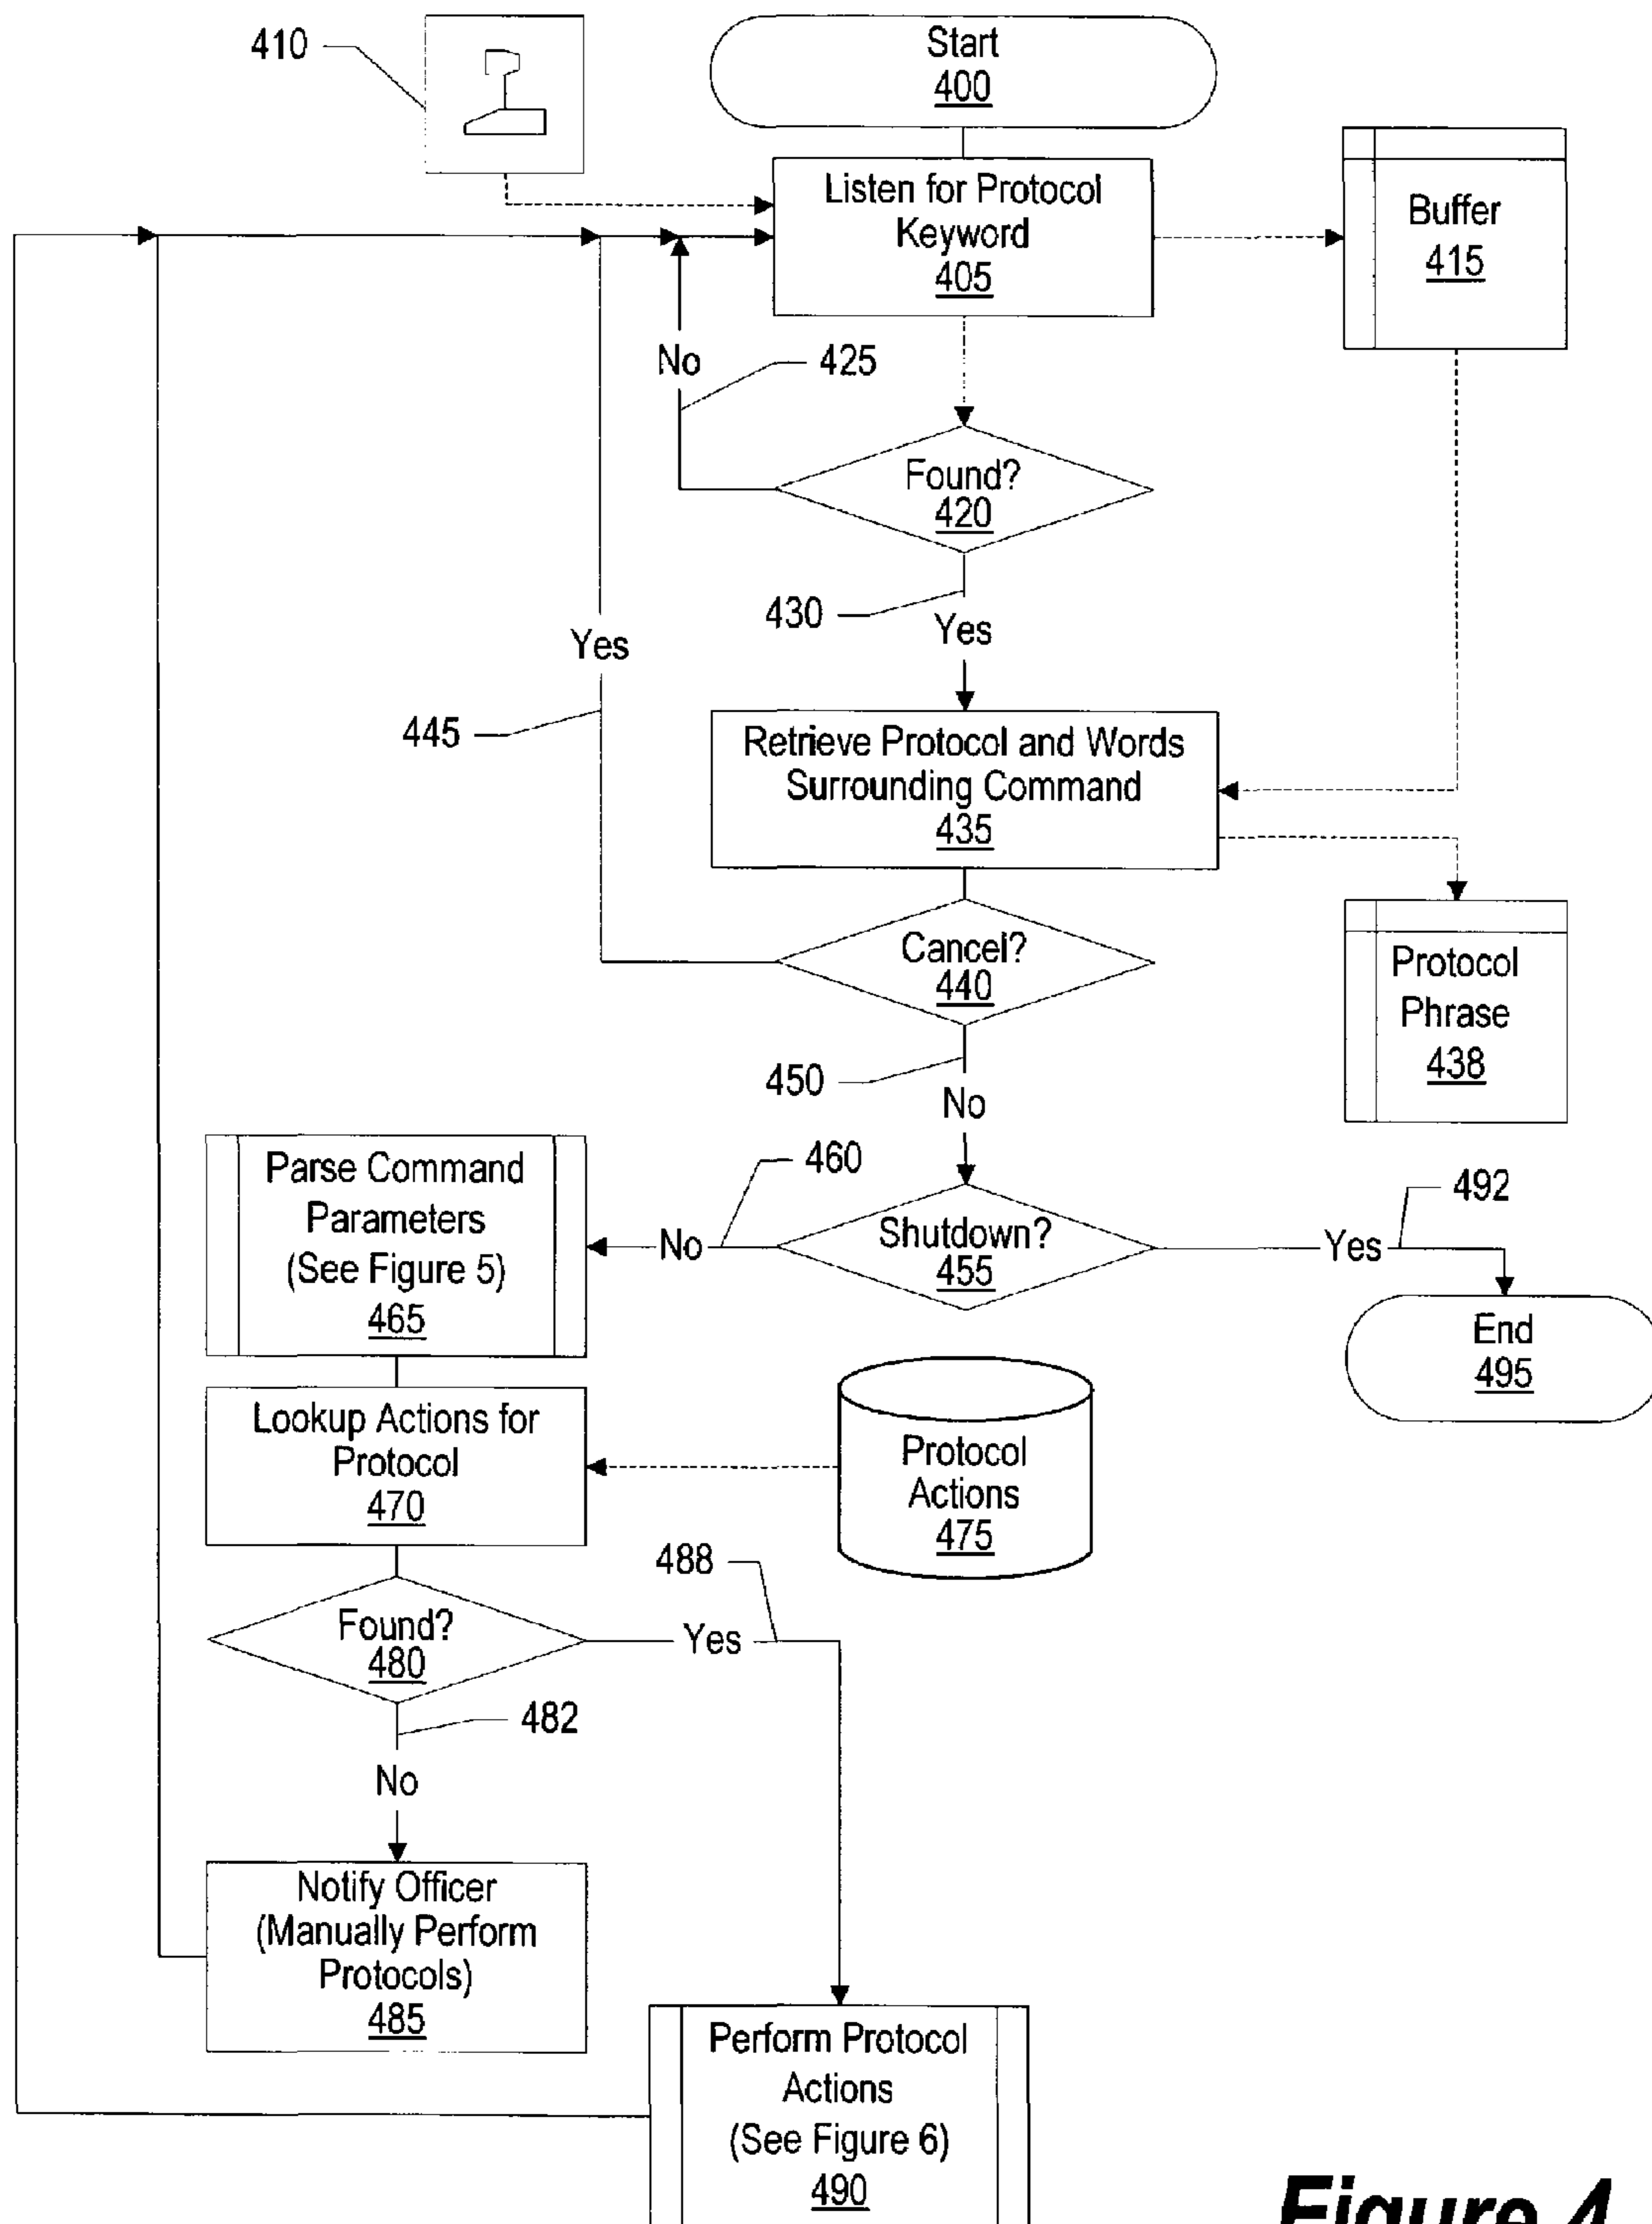 410
Start
400
Listen for Protocol
Keyword
405
Buffer
415
No
425
Found?
420
430
Yes
Yes
445
Retrieve Protocol and Words
Surrounding Command
435
Cancel?
440
Protocol
Phrase
438
450
No
Parse Command
Parameters
(See Figure 5)
465
460
No
Shutdown?
455
492
Yes
End
495
Lookup Actions for
Protocol
470
Protocol
Actions
475
488
Found?
480
Yes
482
No
Notify Officer
(Manually Perform
Protocols)
485
Perform Protocol
Actions
(See Figure 6)
490
Figure 4